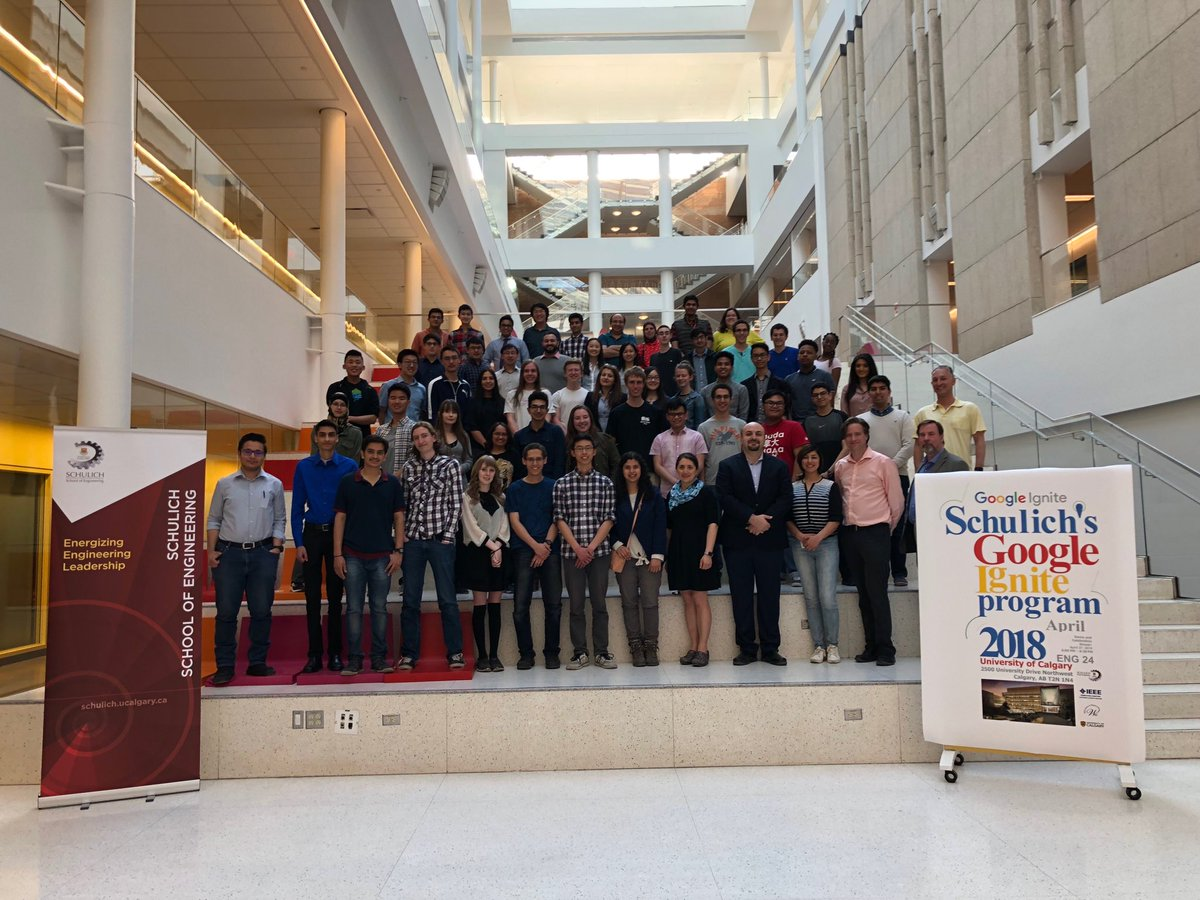 SCHULICH
School of Engineering
Energizing
Engineering
Leadership
SCHULICH
SCHOOL OF ENGINEERING
schulich.ucalgary.ca
Google Ignite
Schulich's
Google
Ignite
program
April
2018
ENG 24
University of Calgary
2500 University Drive Northwest
Calgary, AB T2N 1N4
IEEE